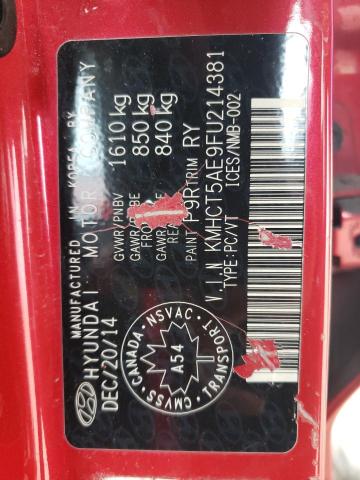 MANUFACTURED IN KOREA BY
HYUNDAI MOTOR COMPANY
DEC/20/14
GVWR/PNBV 1610 kg
GAWR 850 kg
GAWR 840 kg
PAINT P9R TRIM RY
V.I.N KMHCT5AE9FU214381
TYPE:PC/VT ICES/NMB-002
CANADA NSVAC
A54
CMVSS TRANSPORT